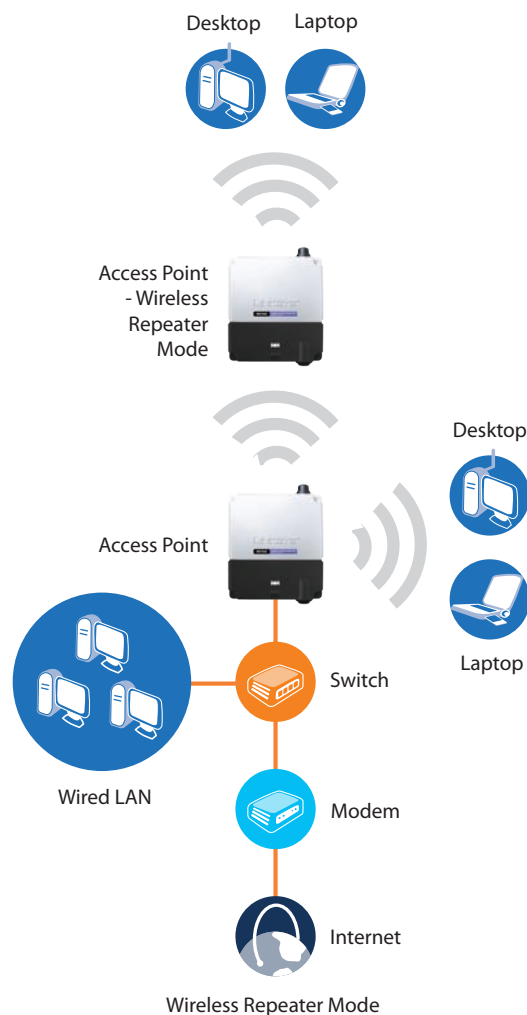 Desktop
Laptop
Access Point
- Wireless
Repeater
Mode
Desktop
Access Point
Laptop
Switch
Wired LAN
Modem
Internet
Wireless Repeater Mode